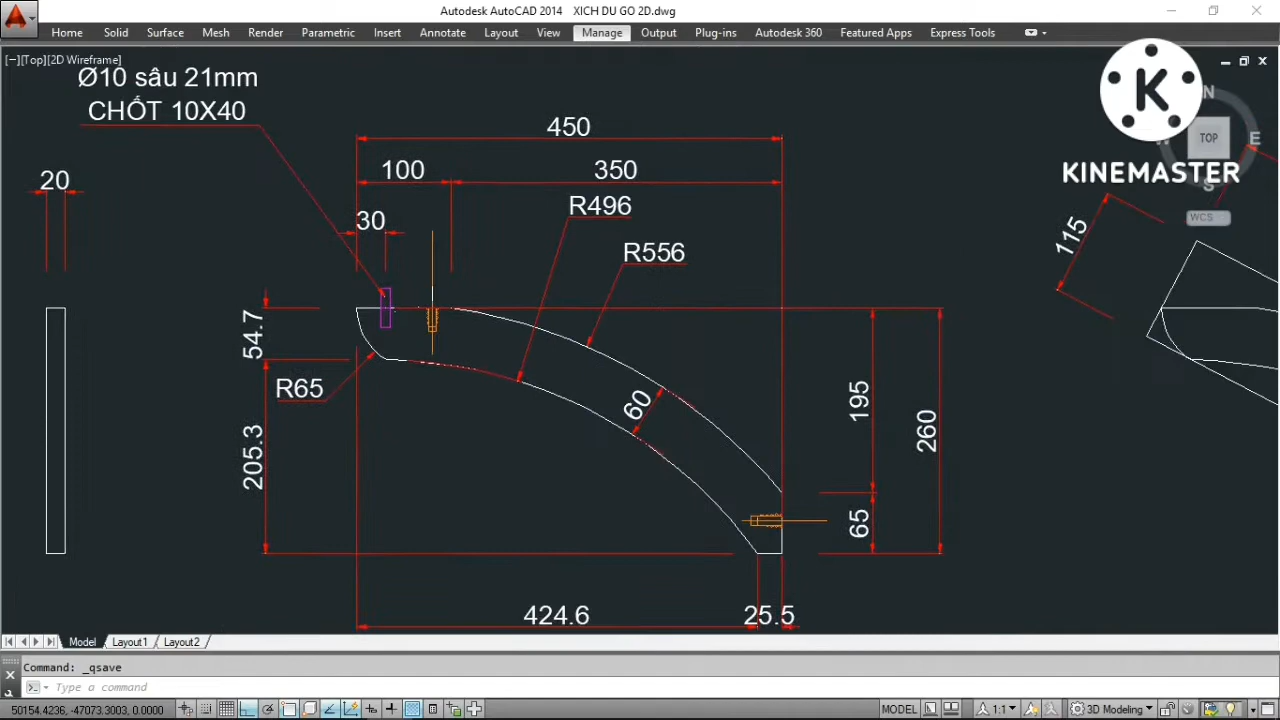 Autodesk AutoCAD 2014 XICH DU GO 2D.dwg
Home Solid Surface Mesh Render Parametric Insert Annotate Layout View Manage Output Plug-ins Autodesk 360 Featured Apps Express Tools
[−][Top][2D Wireframe]
Ø10 sâu 21mm
CHỐT 10X40
K
KINEMASTER
N
W
TOP
E
S
WCS
450
20
100
350
30
R496
R556
115
54.7
R65
60
195
260
205.3
65
424.6
25.5
Model Layout1 Layout2
Command: _qsave
Type a command
50154.4236, -47073.3003, 0.0000
MODEL
1:1
3D Modeling